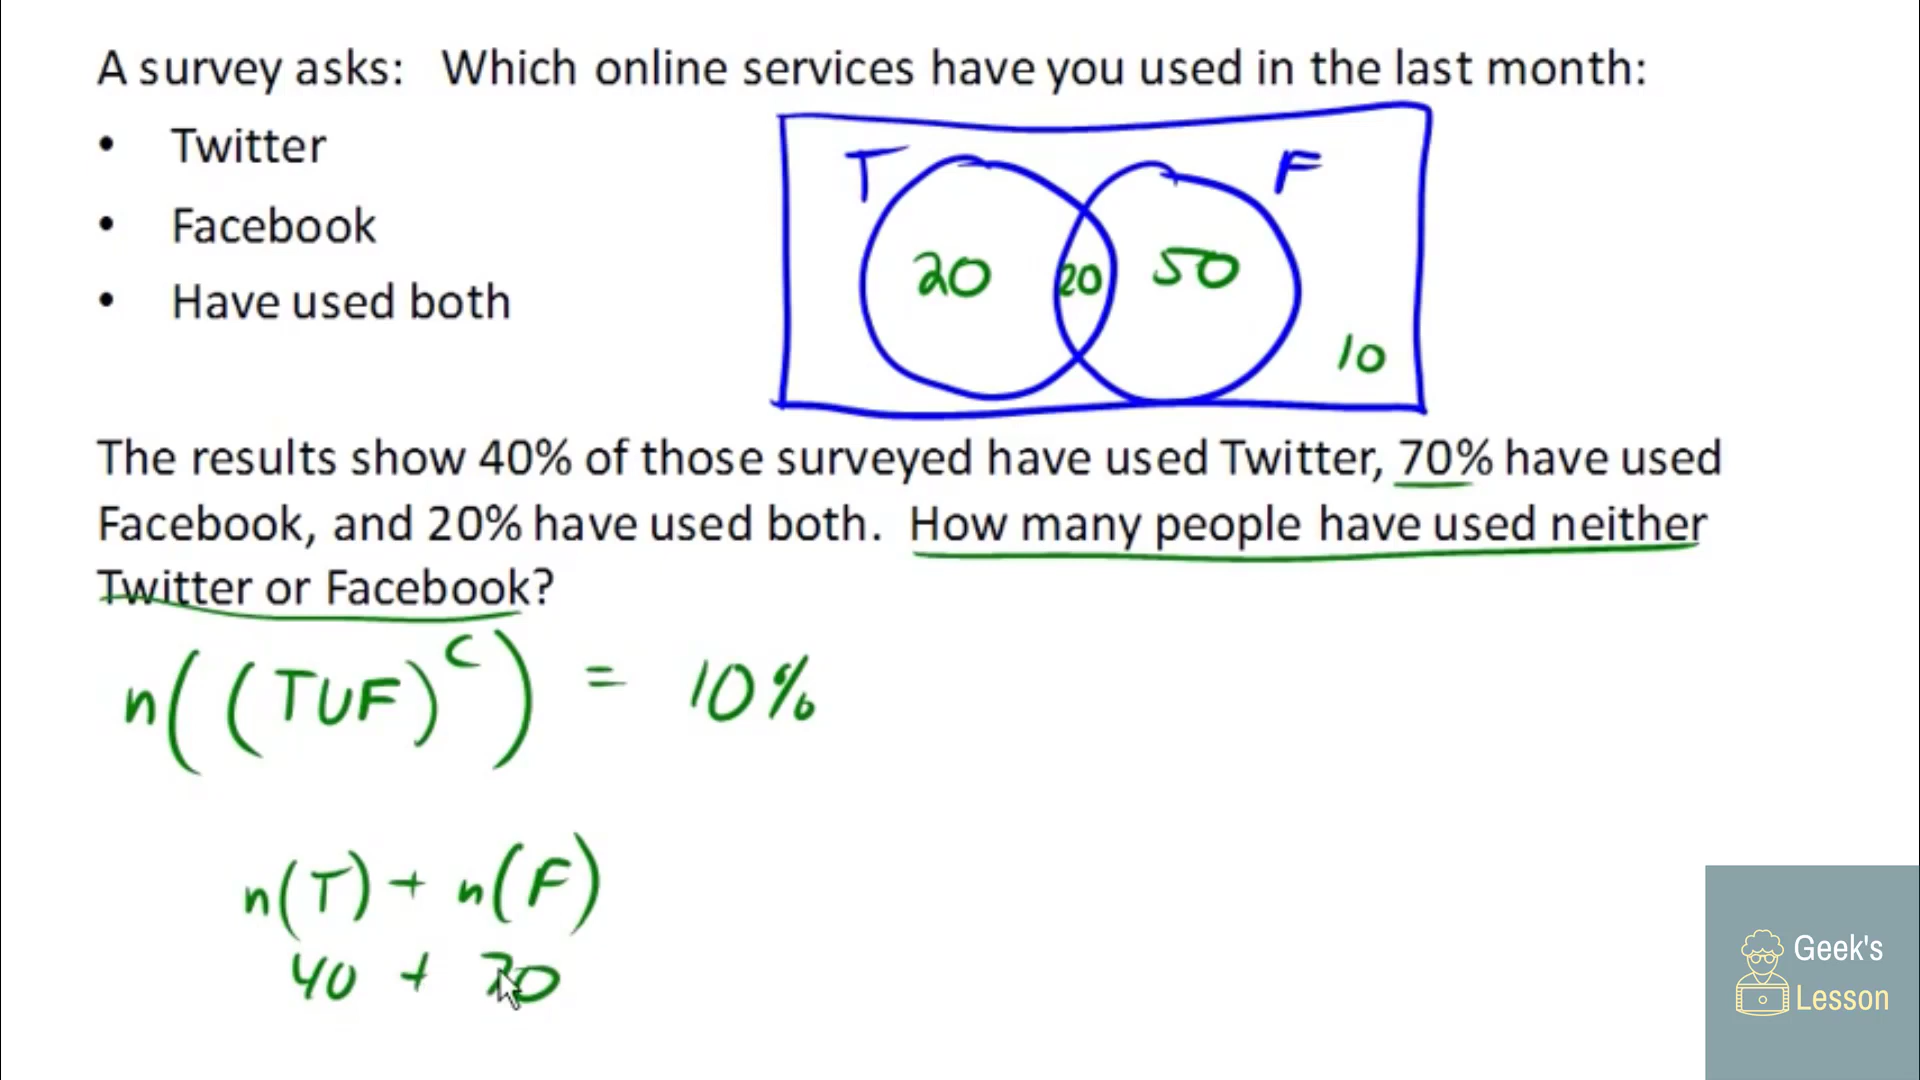 A survey asks: Which online services have you used in the last month:
• Twitter
• Facebook
• Have used both
T F
20 20 50
10
The results show 40% of those surveyed have used Twitter, 70% have used
Facebook, and 20% have used both. How many people have used neither
Twitter or Facebook?
n((T∪F)ᶜ) = 10%
n(T) + n(F)
40 + 70
Geek's
Lesson